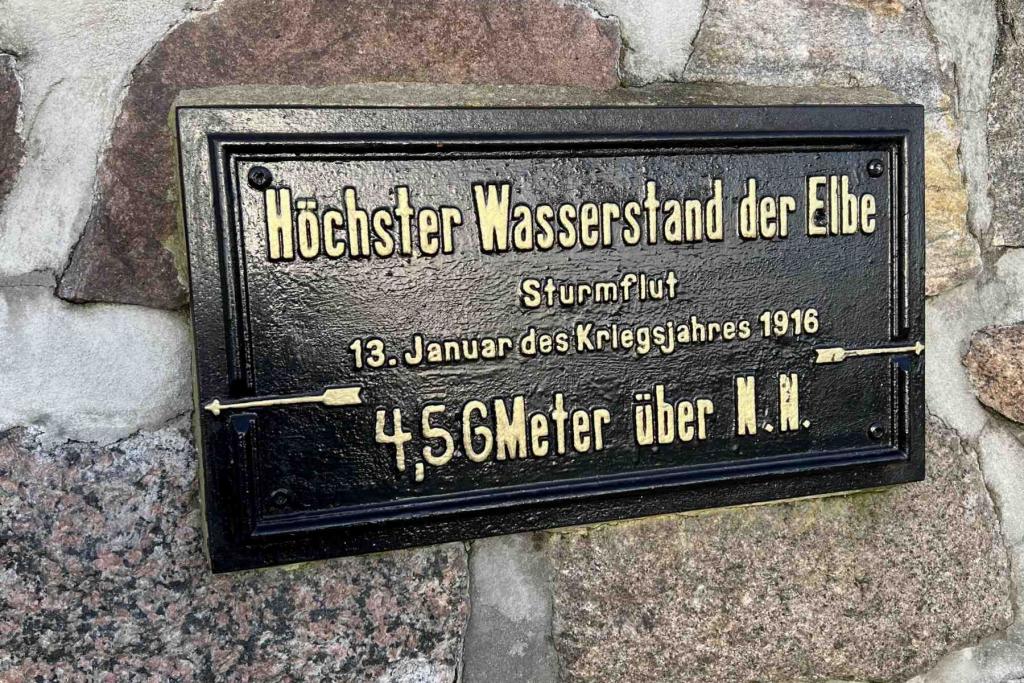 Höchster Wasserstand der Elbe
Sturmflut
13. Januar des Kriegsjahres 1916
4,56 Meter über N.N.